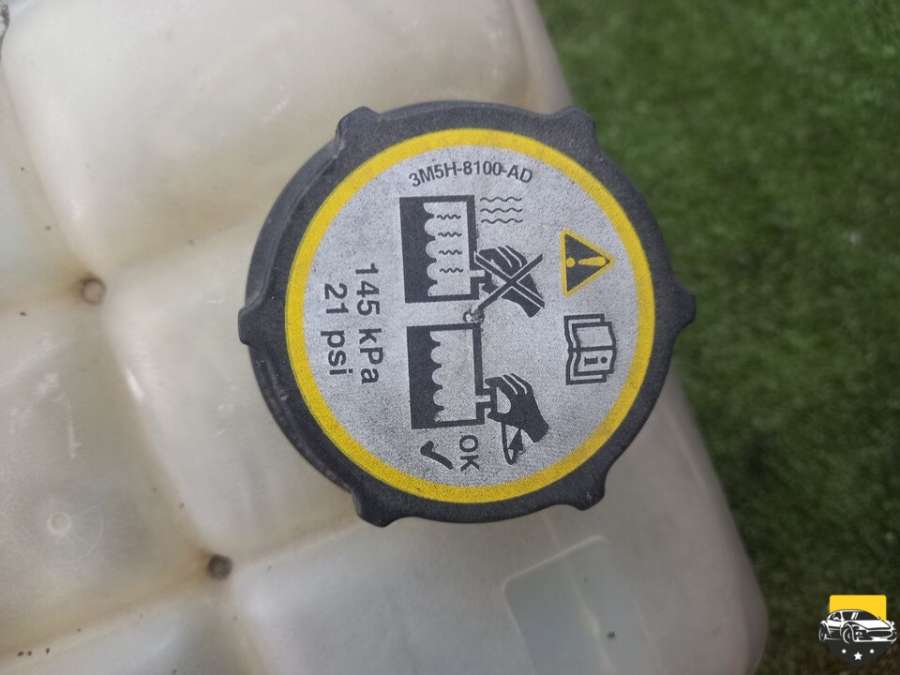 3M5H-8100-AD
145 kPa
21 psi
OK